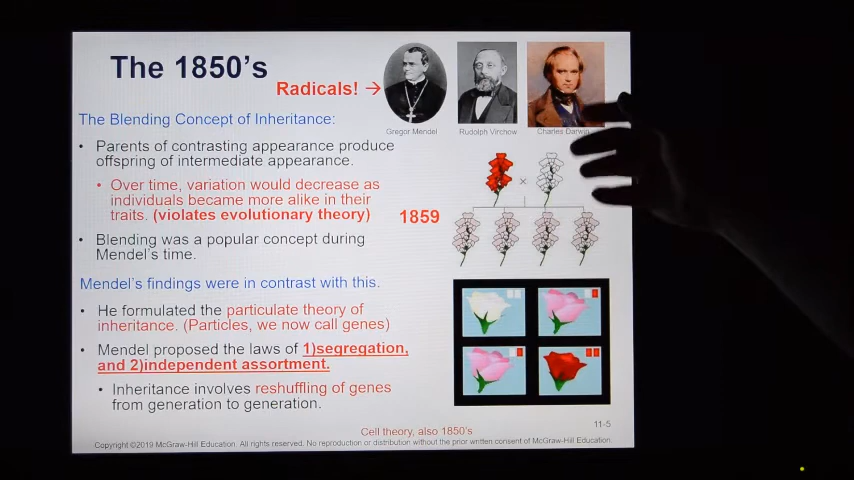 The 1850's
Radicals! →
Gregor Mendel
Rudolph Virchow
Charles Darwin
The Blending Concept of Inheritance:
• Parents of contrasting appearance produce
offspring of intermediate appearance.
• Over time, variation would decrease as
individuals became more alike in their
traits. (violates evolutionary theory)
1859
×
• Blending was a popular concept during
Mendel's time.
Mendel's findings were in contrast with this.
• He formulated the particulate theory of
inheritance. (Particles, we now call genes)
• Mendel proposed the laws of 1)segregation,
and 2)independent assortment.
• Inheritance involves reshuffling of genes
from generation to generation.
Cell theory, also 1850's
11-5
Copyright ©2019 McGraw-Hill Education. All rights reserved. No reproduction or distribution without the prior written consent of McGraw-Hill Education.